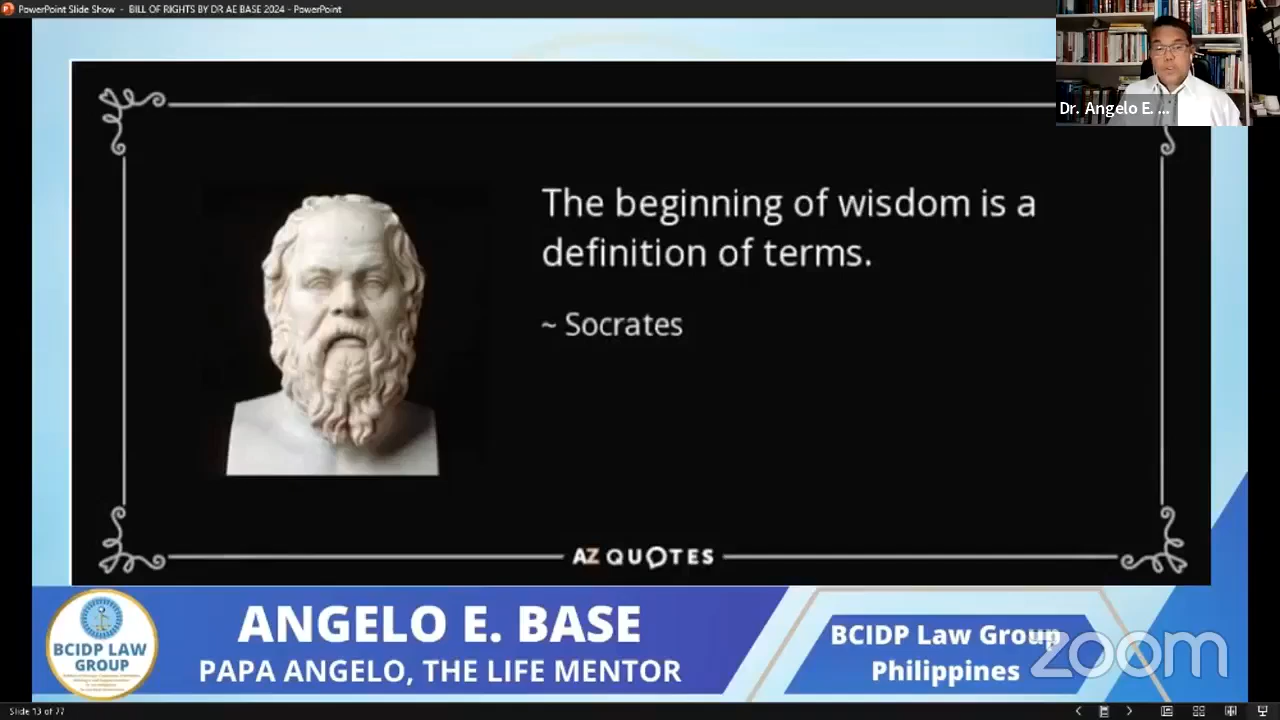 PowerPoint Slide Show - BILL OF RIGHTS BY DR AE BASE 2024 - PowerPoint
Dr. Angelo E. ...
The beginning of wisdom is a
definition of terms.
~ Socrates
AZ QUOTES
BCIDP LAW
GROUP
ANGELO E. BASE
PAPA ANGELO, THE LIFE MENTOR
BCIDP Law Group
Philippines
zoom
Slide 13 of 77